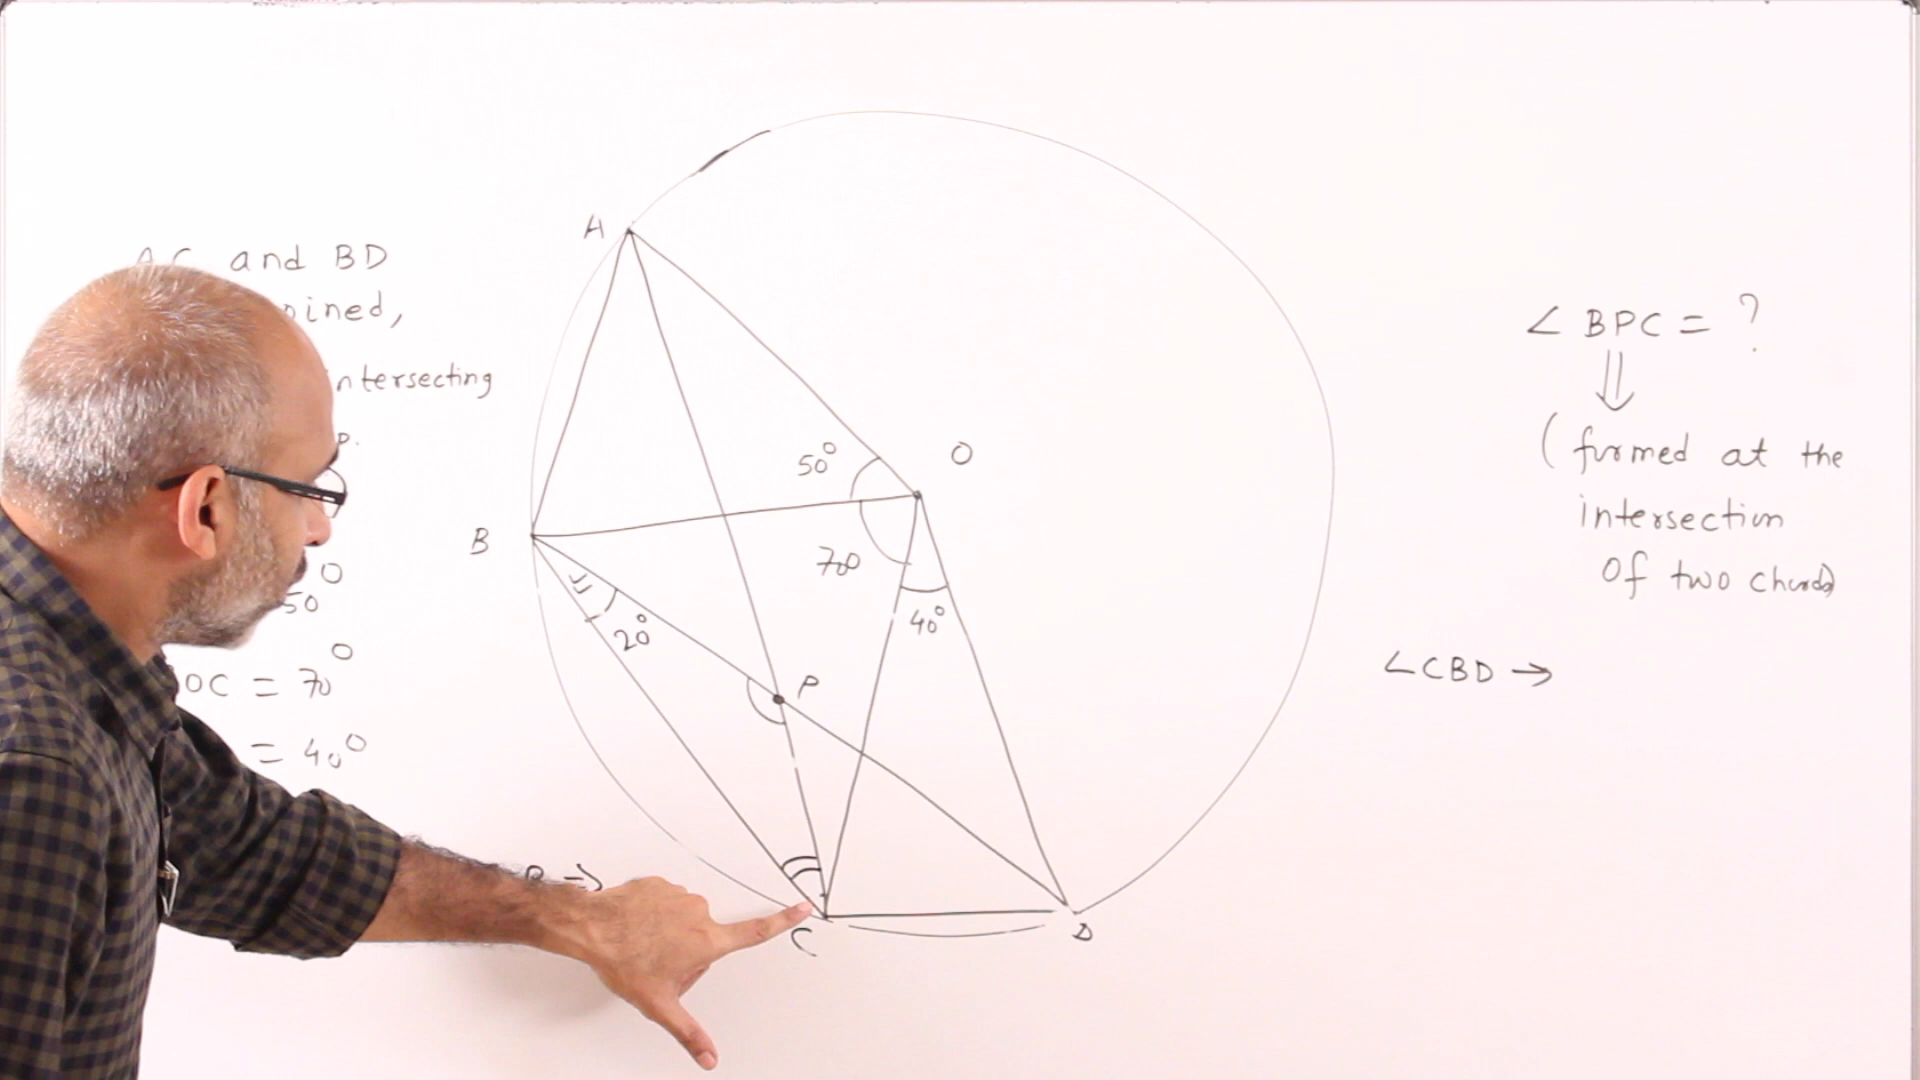 AC and BD
oined,
ntersecting
P.
50°
OC = 70°
= 40°
A
B
C
D
O
P
50°
70°
40°
20°
∠BPC = ?
⇓
(formed at the
intersection
of two chords)
∠CBD →